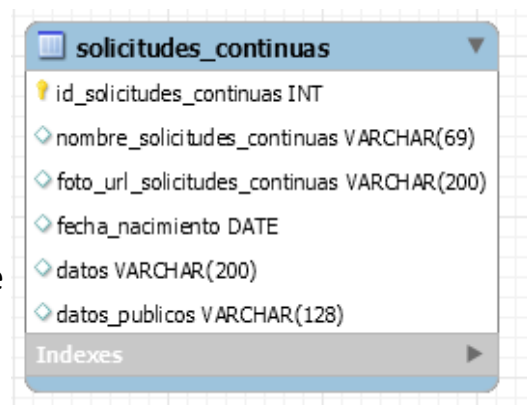 solicitudes_continuas
id_solicitudes_continuas INT
nombre_solicitudes_continuas VARCHAR(69)
foto_url_solicitudes_continuas VARCHAR(200)
fecha_nacimiento DATE
e
datos VARCHAR(200)
datos_publicos VARCHAR(128)
Indexes